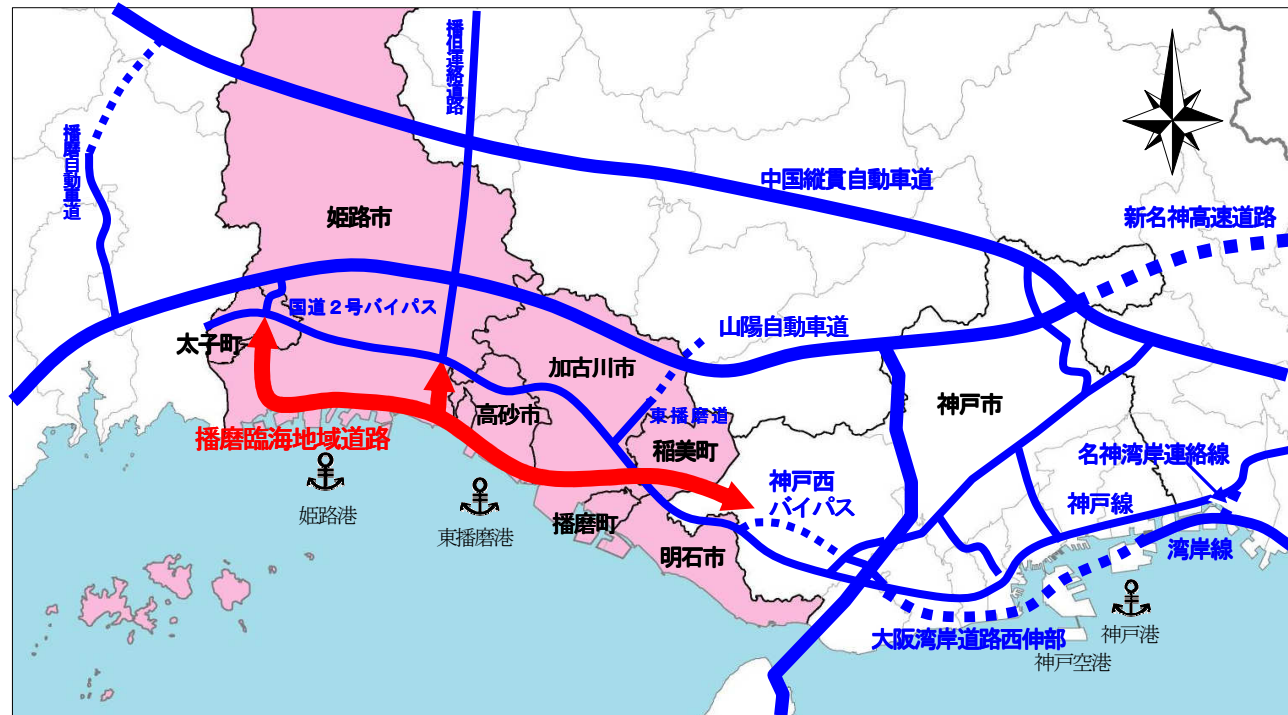 播但連絡道路
播磨自動車道
中国縦貫自動車道
姫路市
新名神高速道路
国道２号バイパス
山陽自動車道
太子町
加古川市
神戸市
高砂市
東播磨道
播磨臨海地域道路
稲美町
名神湾岸連絡線
神戸西
バイパス
神戸線
姫路港
東播磨港
播磨町
明石市
湾岸線
大阪湾岸道路西伸部
神戸港
神戸空港